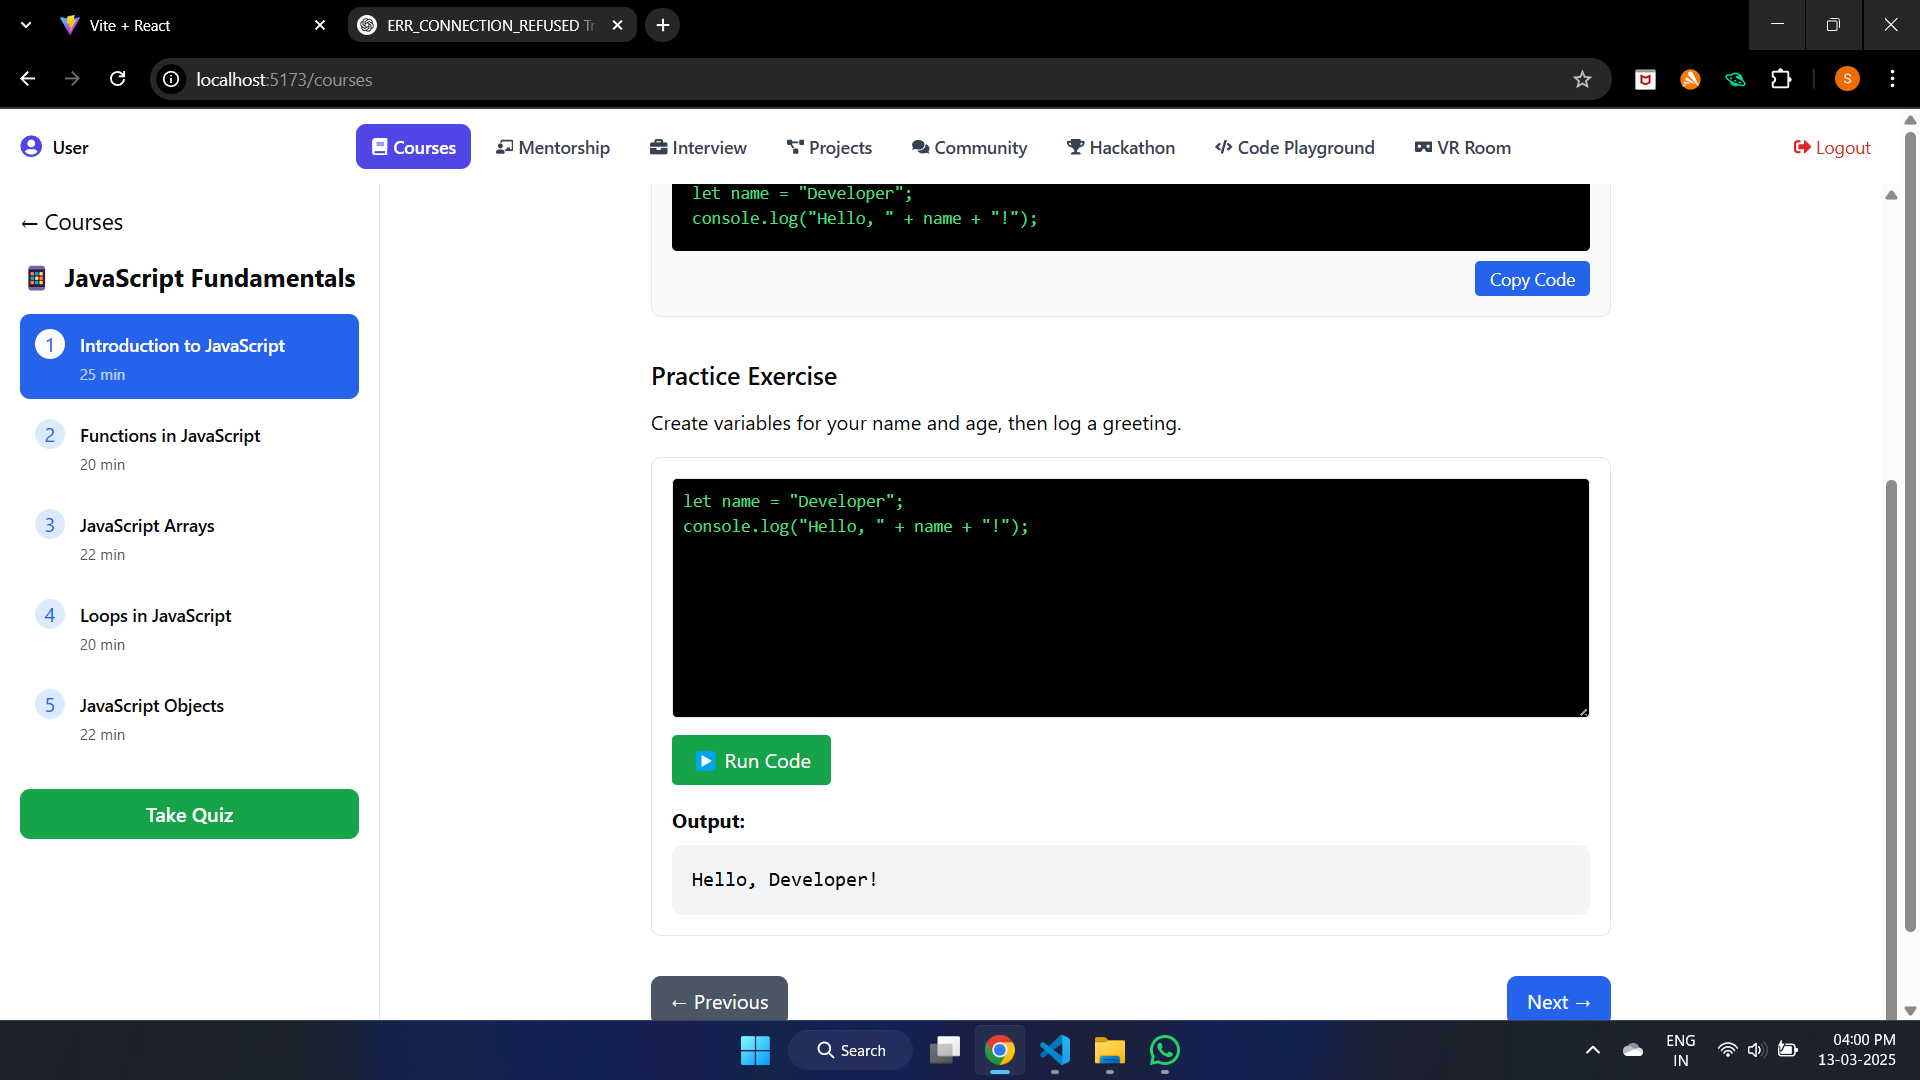 Vite + React
ERR_CONNECTION_REFUSED
localhost:5173/courses
S
User
Courses
Mentorship
Interview
Projects
Community
Hackathon
Code Playground
VR Room
Logout
← Courses
JavaScript Fundamentals
1 Introduction to JavaScript
25 min
2 Functions in JavaScript
20 min
3 JavaScript Arrays
22 min
4 Loops in JavaScript
20 min
5 JavaScript Objects
22 min
Take Quiz
let name = "Developer";
console.log("Hello, " + name + "!");
Copy Code
Practice Exercise
Create variables for your name and age, then log a greeting.
let name = "Developer";
console.log("Hello, " + name + "!");
Run Code
Output:
Hello, Developer!
← Previous
Next →
Search
ENG
IN
04:00 PM
13-03-2025